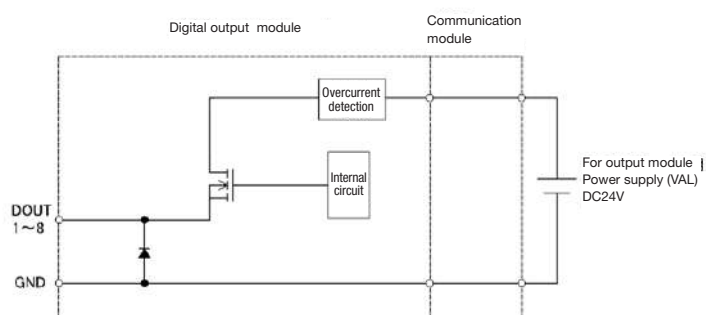 Digital output module
Communication
module
Overcurrent
detection
Internal
circuit
For output module
Power supply (VAL)
DC24V
DOUT
1～8
GND